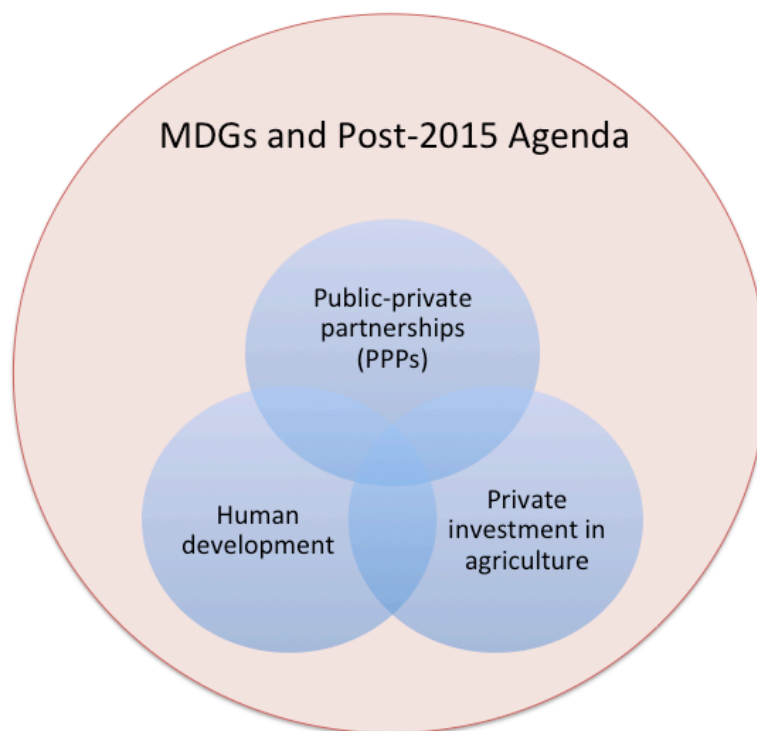 MDGs and Post-2015 Agenda
Public-private
partnerships
(PPPs)
Human
development
Private
investment in
agriculture